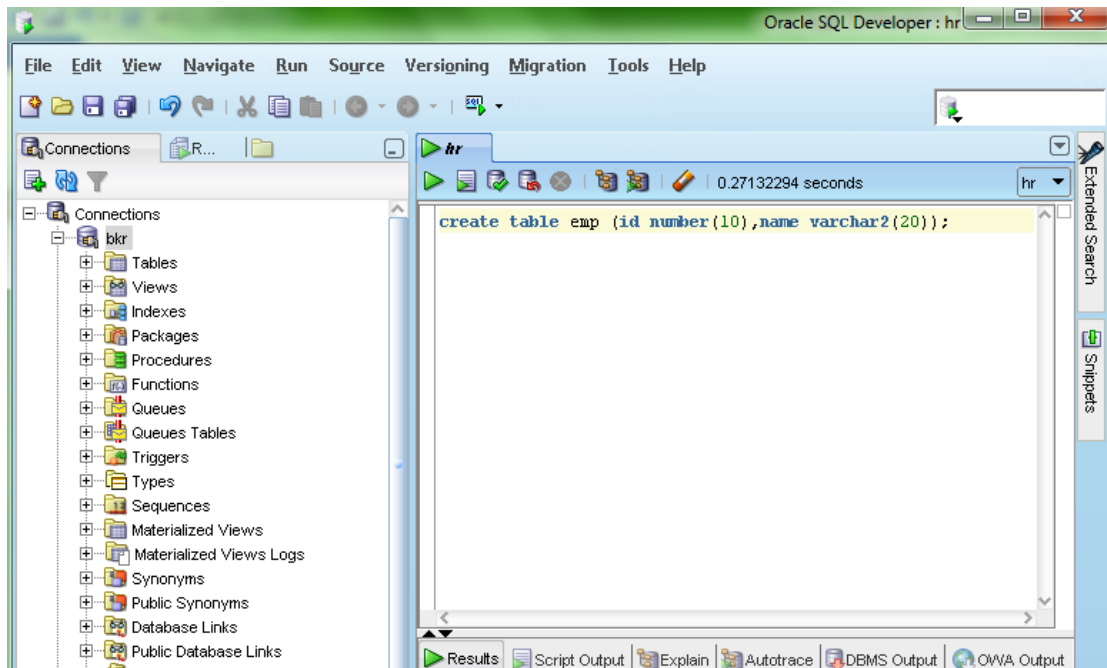 Oracle SQL Developer : hr
File Edit View Navigate Run Source Versioning Migration Tools Help
Connections
R...
hr
0.27132294 seconds
hr
Connections
bkr
Tables
Views
Indexes
Packages
Procedures
Functions
Queues
Queues Tables
Triggers
Types
Sequences
Materialized Views
Materialized Views Logs
Synonyms
Public Synonyms
Database Links
Public Database Links
create table emp (id number(10),name varchar2(20));
Results Script Output Explain Autotrace DBMS Output OWA Output
Extended Search
Snippets